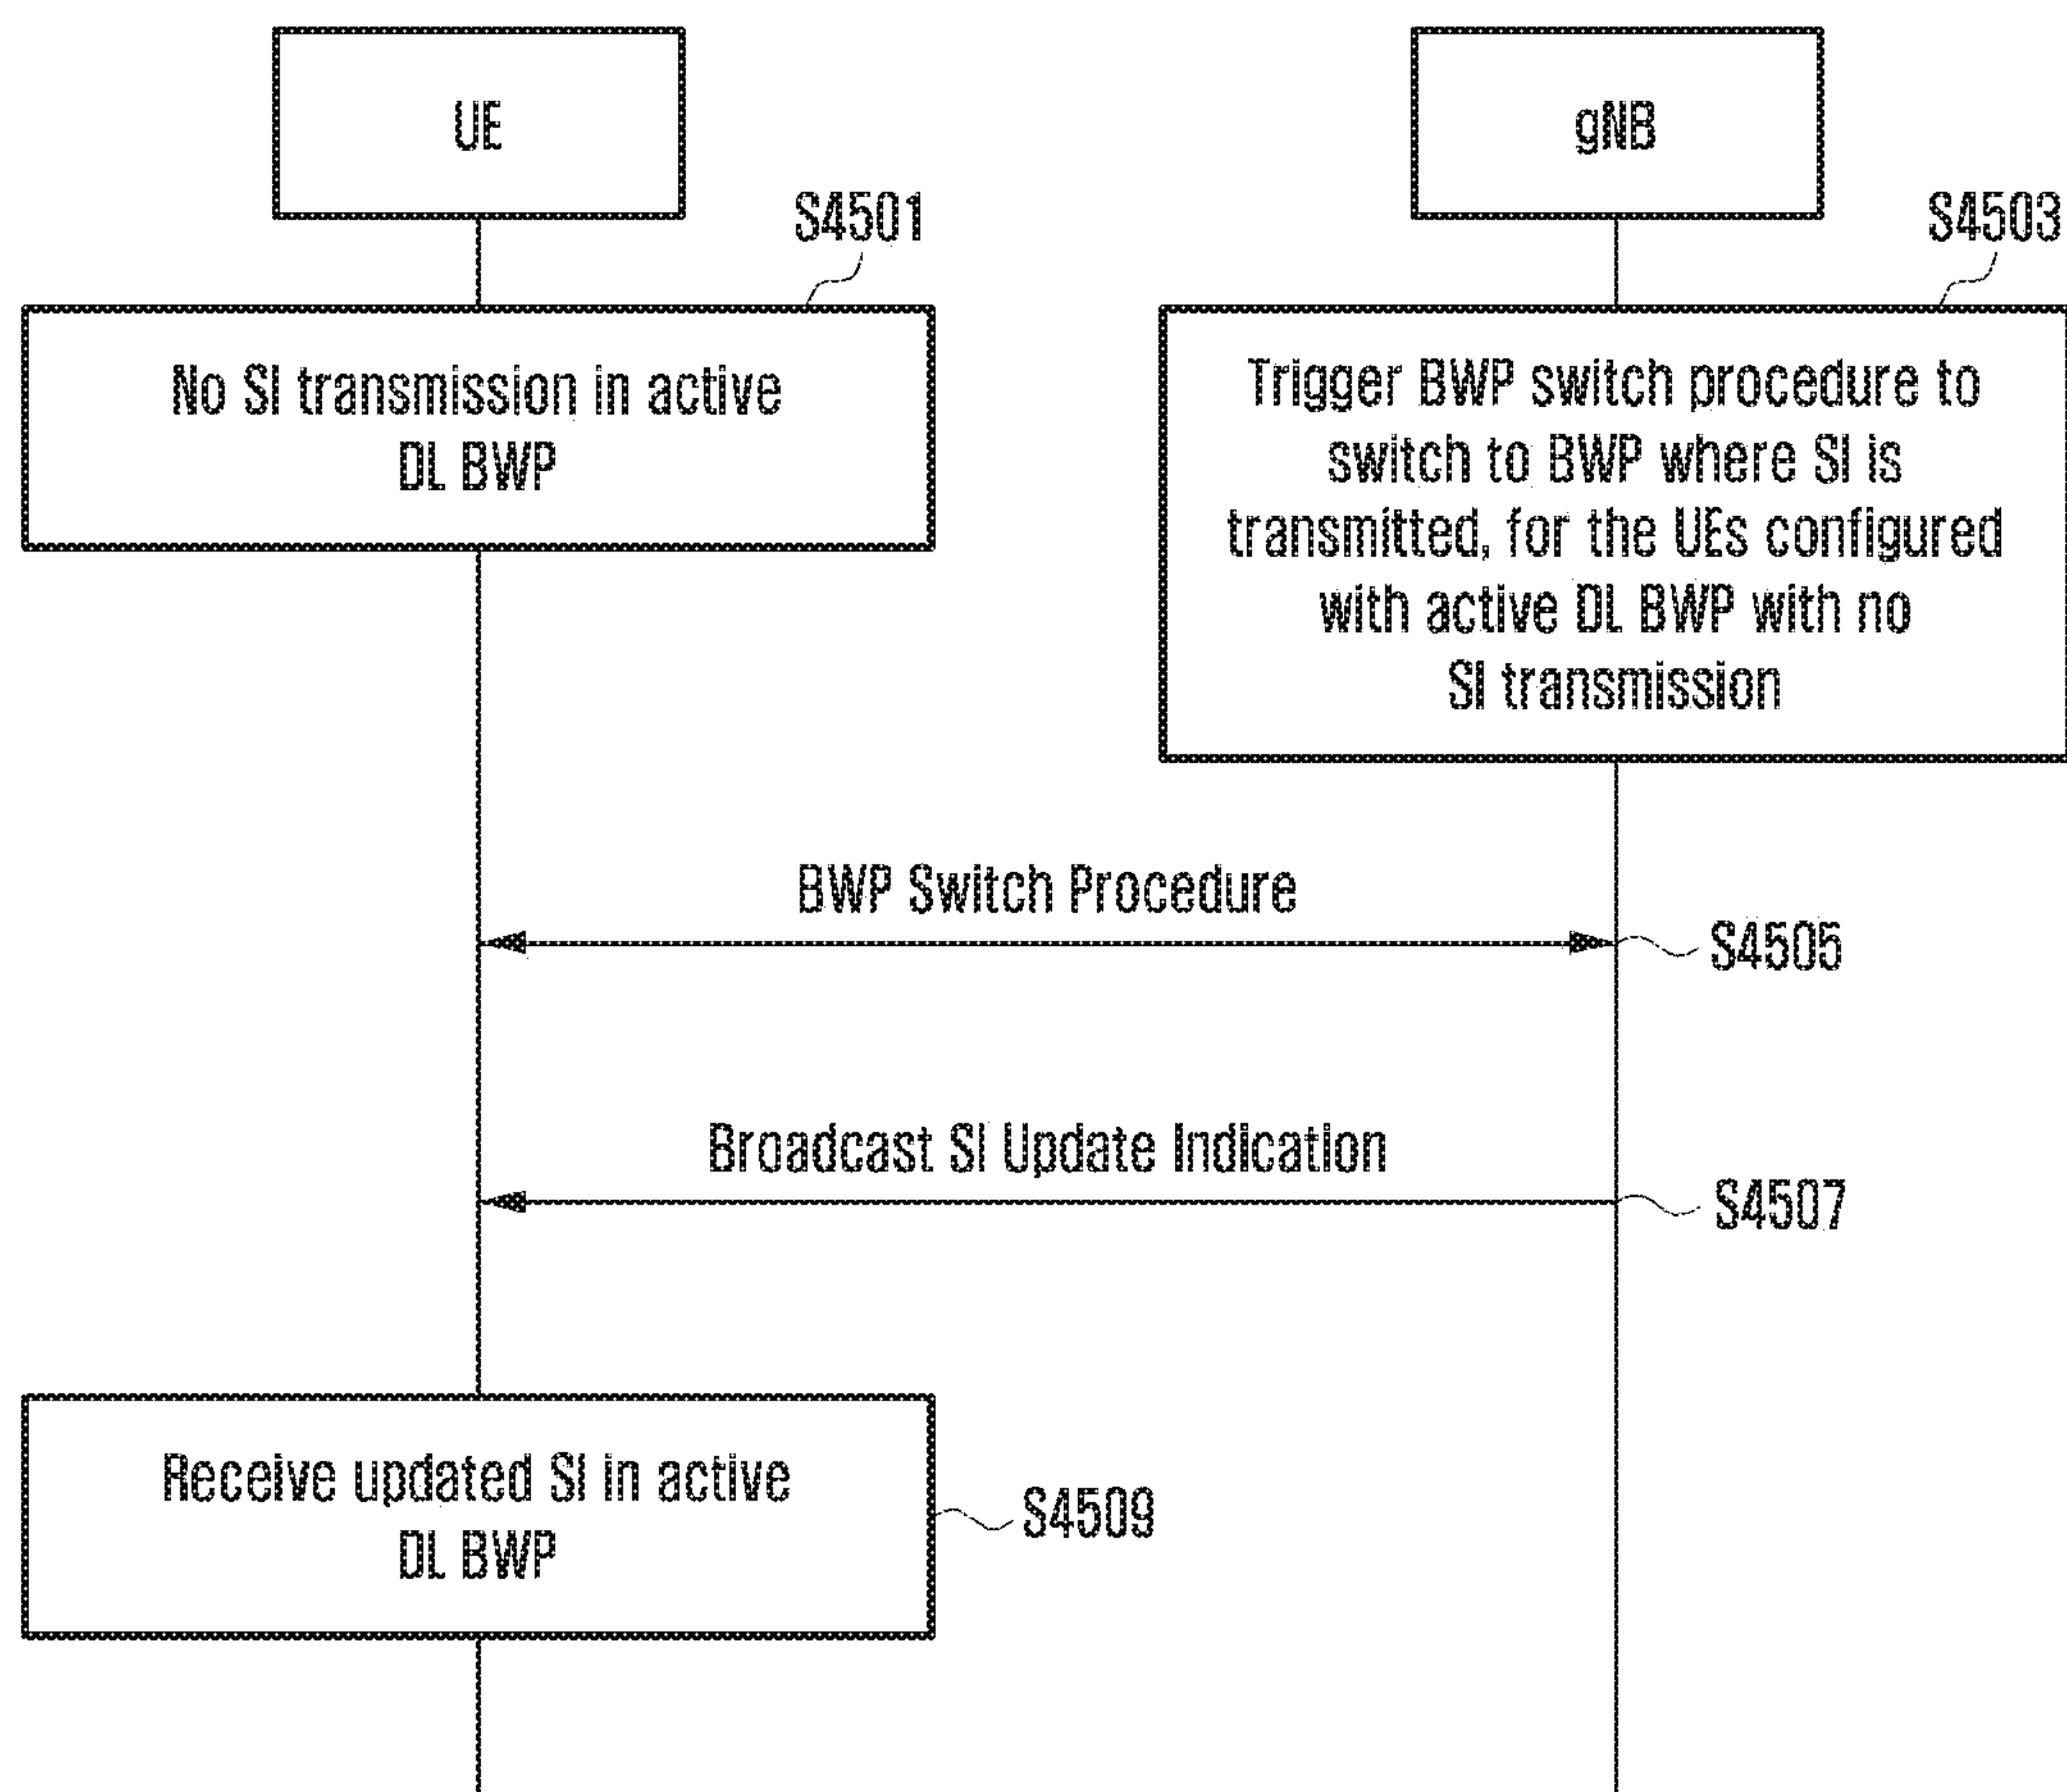 UE
gNB
S4501
S4503
No SI transmission in active
DL BWP
Trigger BWP switch procedure to
switch to BWP where SI is
transmitted, for the UEs configured
with active DL BWP with no
SI transmission
BWP Switch Procedure
S4505
Broadcast SI Update Indication
S4507
Receive updated SI in active
DL BWP
S4509